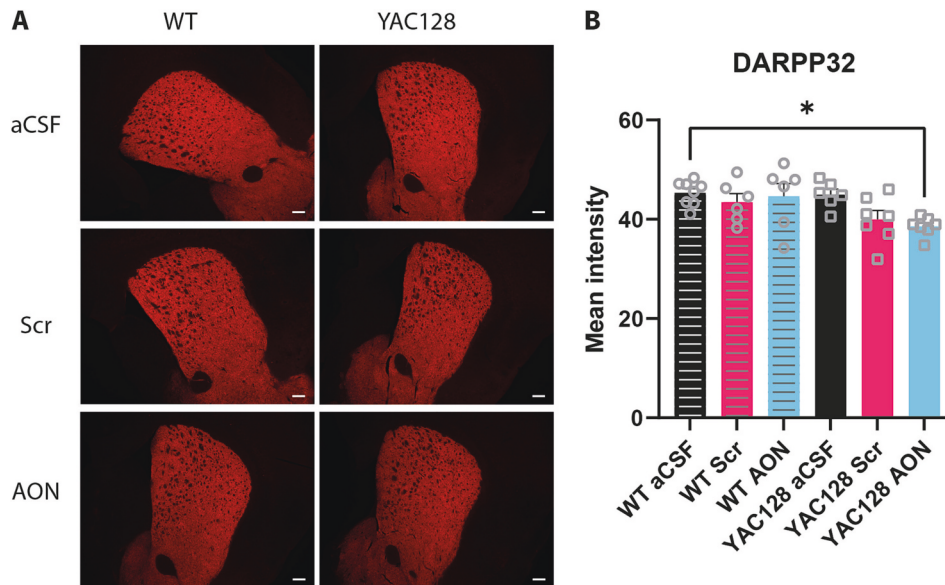 A
WT
YAC128
aCSF
Scr
AON
B
DARPP32
*
Mean intensity
60
40
20
0
WT aCSF
WT Scr
WT AON
YAC128 aCSF
YAC128 Scr
YAC128 AON